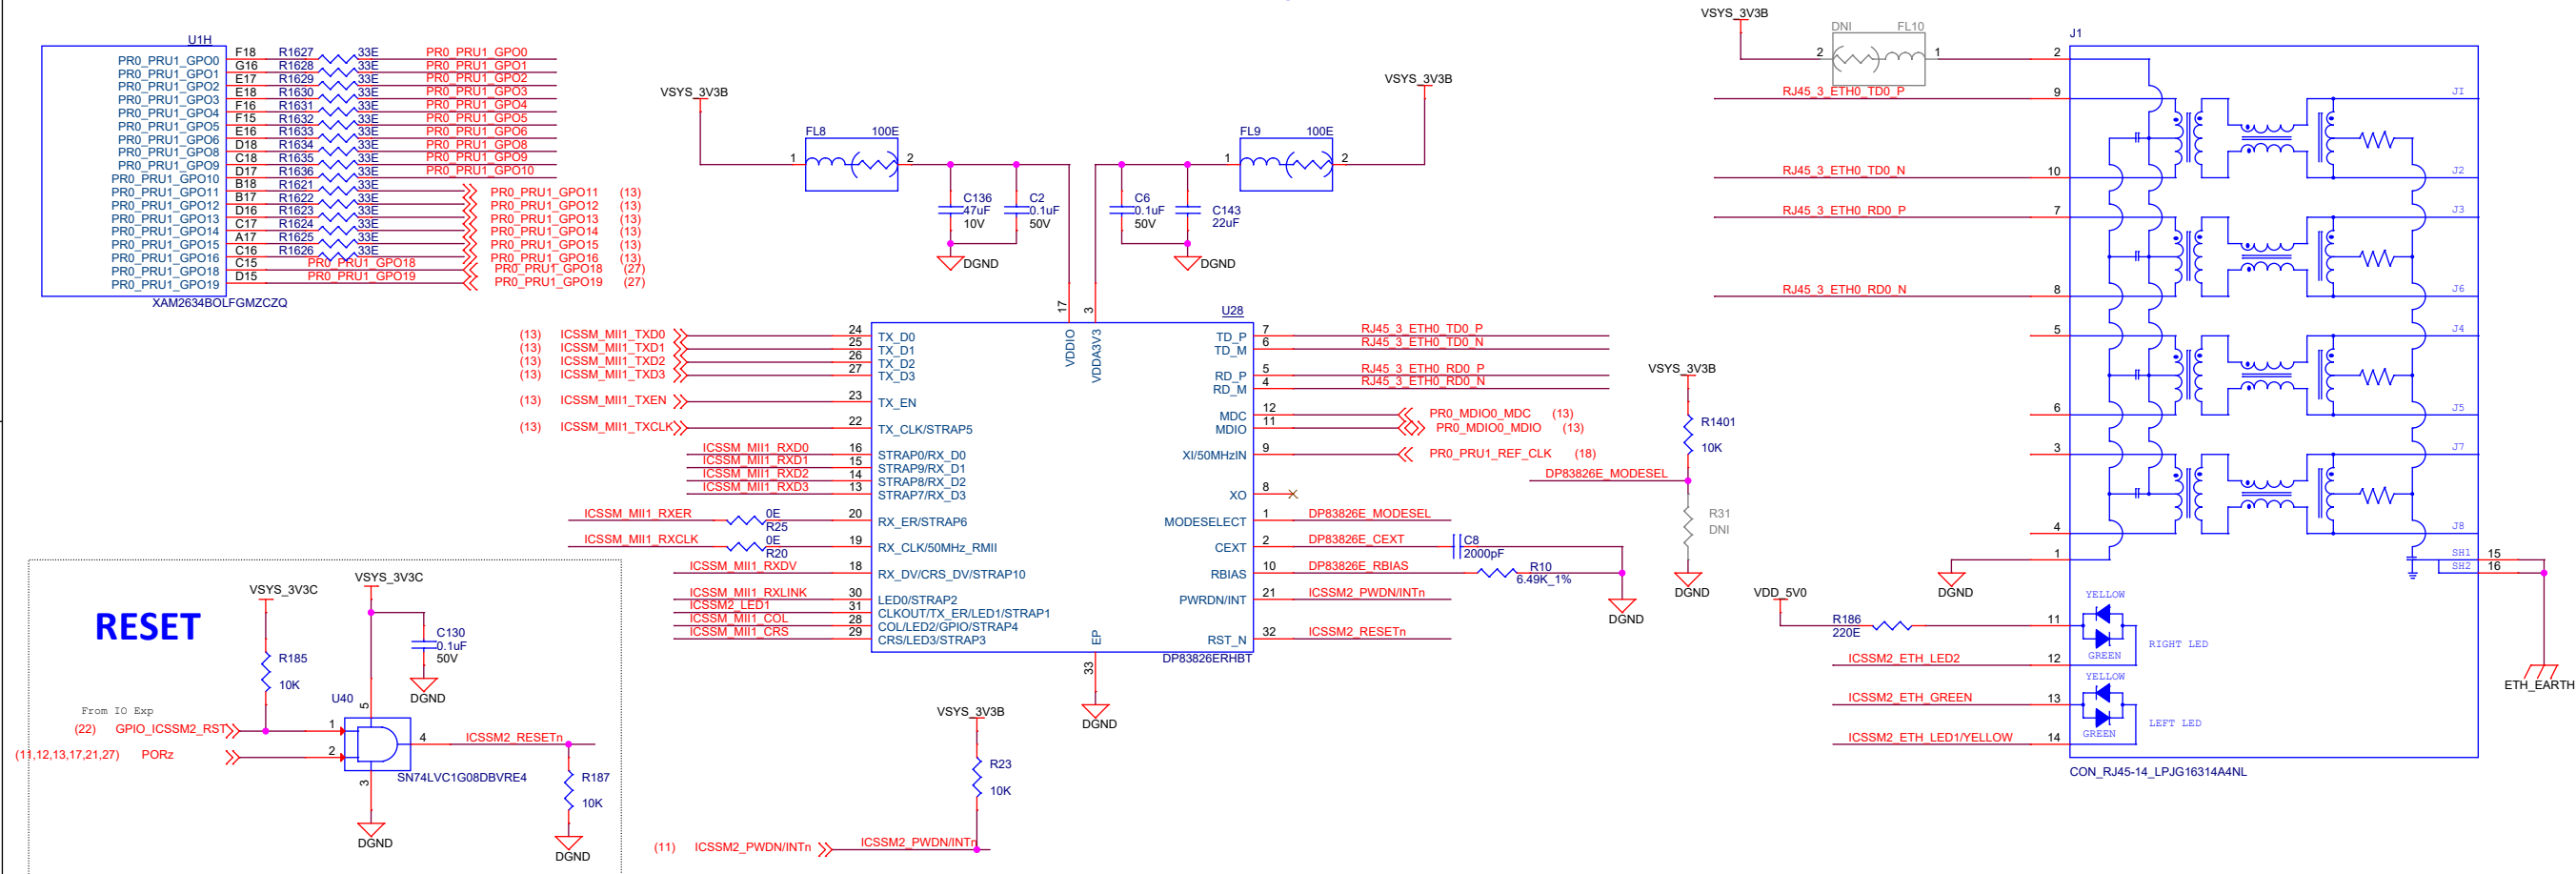 U1H
PR0_PRU1_GPO0 F18 R1627 33E PR0_PRU1_GPO0
PR0_PRU1_GPO1 G16 R1628 33E PR0_PRU1_GPO1
PR0_PRU1_GPO2 E17 R1629 33E PR0_PRU1_GPO2
PR0_PRU1_GPO3 E18 R1630 33E PR0_PRU1_GPO3
PR0_PRU1_GPO4 F16 R1631 33E PR0_PRU1_GPO4
PR0_PRU1_GPO5 F15 R1632 33E PR0_PRU1_GPO5
PR0_PRU1_GPO6 E16 R1633 33E PR0_PRU1_GPO6
PR0_PRU1_GPO8 D18 R1634 33E PR0_PRU1_GPO8
PR0_PRU1_GPO9 C18 R1635 33E PR0_PRU1_GPO9
PR0_PRU1_GPO10 D17 R1636 33E PR0_PRU1_GPO10
PR0_PRU1_GPO11 B18 R1621 33E PR0_PRU1_GPO11 (13)
PR0_PRU1_GPO12 B17 R1622 33E PR0_PRU1_GPO12 (13)
PR0_PRU1_GPO13 D16 R1623 33E PR0_PRU1_GPO13 (13)
PR0_PRU1_GPO14 C17 R1624 33E PR0_PRU1_GPO14 (13)
PR0_PRU1_GPO15 A17 R1625 33E PR0_PRU1_GPO15 (13)
PR0_PRU1_GPO16 C16 R1626 33E PR0_PRU1_GPO16 (13)
PR0_PRU1_GPO18 C15 PR0_PRU1_GPO18 PR0_PRU1_GPO18 (27)
PR0_PRU1_GPO19 D15 PR0_PRU1_GPO19 PR0_PRU1_GPO19 (27)
XAM2634BOLFGMZCZQ
VSYS_3V3B
FL8 100E
1 2
C136
47uF
10V
C2
0.1uF
50V
DGND
VSYS_3V3B
FL9 100E
1 2
C6
0.1uF
50V
C143
22uF
DGND
U28
17 3
VDDIO VDDA3V3
(13) ICSSM_MII1_TXD0 24 TX_D0
(13) ICSSM_MII1_TXD1 25 TX_D1
(13) ICSSM_MII1_TXD2 26 TX_D2
(13) ICSSM_MII1_TXD3 27 TX_D3
(13) ICSSM_MII1_TXEN 23 TX_EN
(13) ICSSM_MII1_TXCLK 22 TX_CLK/STRAP5
ICSSM_MII1_RXD0 16 STRAP0/RX_D0
ICSSM_MII1_RXD1 15 STRAP9/RX_D1
ICSSM_MII1_RXD2 14 STRAP8/RX_D2
ICSSM_MII1_RXD3 13 STRAP7/RX_D3
ICSSM_MII1_RXER 0E R25 20 RX_ER/STRAP6
ICSSM_MII1_RXCLK 0E R20 19 RX_CLK/50MHz_RMII
ICSSM_MII1_RXDV 18 RX_DV/CRS_DV/STRAP10
ICSSM_MII1_RXLINK 30 LED0/STRAP2
ICSSM2_LED1 31 CLKOUT/TX_ER/LED1/STRAP1
ICSSM_MII1_COL 28 COL/LED2/GPIO/STRAP4
ICSSM_MII1_CRS 29 CRS/LED3/STRAP3
TD_P 7 RJ45_3_ETH0_TD0_P
TD_M 6 RJ45_3_ETH0_TD0_N
RD_P 5 RJ45_3_ETH0_RD0_P
RD_M 4 RJ45_3_ETH0_RD0_N
MDC 12 PR0_MDIO0_MDC (13)
MDIO 11 PR0_MDIO0_MDIO (13)
XI/50MHzIN 9 PR0_PRU1_REF_CLK (18)
XO 8
MODESELECT 1 DP83826E_MODESEL
CEXT 2 DP83826E_CEXT C8 2000pF
RBIAS 10 DP83826E_RBIAS R10 6.49K_1%
PWRDN/INT 21 ICSSM2_PWDN/INTn
RST_N 32 ICSSM2_RESETn
DP83826ERHBT
EP
33
DGND
DGND
VSYS_3V3B
R1401
10K
DP83826E_MODESEL
R31
DNI
DGND
RESET
VSYS_3V3C
VSYS_3V3C
C130
0.1uF
50V
DGND
R185
10K
U40
5
From IO Exp
(22) GPIO_ICSSM2_RST 1
(11,12,13,17,21,27) PORz 2
4 ICSSM2_RESETn
SN74LVC1G08DBVRE4
3
DGND
R187
10K
DGND
VSYS_3V3B
R23
10K
(11) ICSSM2_PWDN/INTn ICSSM2_PWDN/INTn
VSYS_3V3B
DNI FL10
2 1
J1
2
RJ45_3_ETH0_TD0_P 9 J1
RJ45_3_ETH0_TD0_N 10 J2
RJ45_3_ETH0_RD0_P 7 J3
RJ45_3_ETH0_RD0_N 8 J6
5 J4
6 J5
3 J7
4 J8
1
DGND
SH1 15
SH2 16
ETH_EARTH
VDD_5V0
R186
220E
11
YELLOW
GREEN
RIGHT LED
ICSSM2_ETH_LED2 12
YELLOW
ICSSM2_ETH_GREEN 13
GREEN
LEFT LED
ICSSM2_ETH_LED1/YELLOW 14
CON_RJ45-14_LPJG16314A4NL